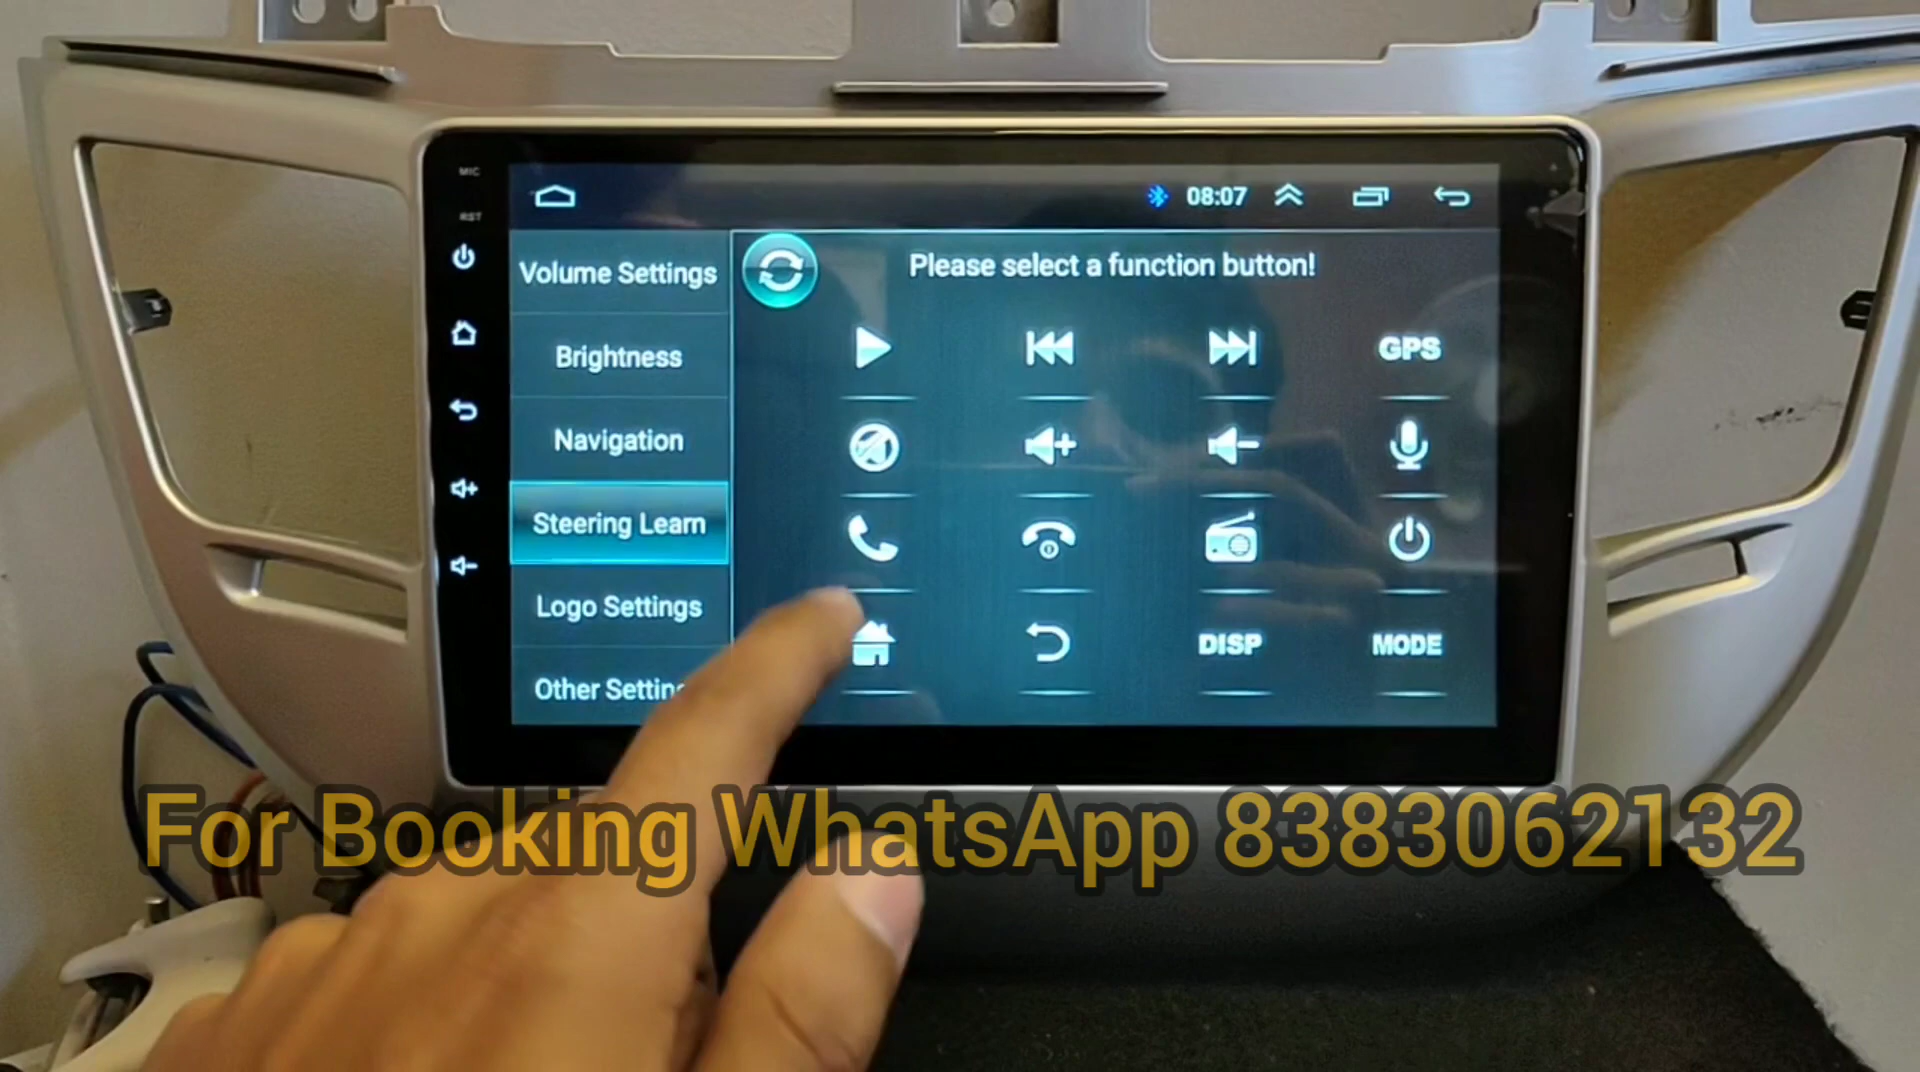 MIC
RST
08:07
Volume Settings
Please select a function button!
Brightness
GPS
Navigation
Steering Learn
Logo Settings
DISP
MODE
Other Settin
For Booking WhatsApp 8383062132